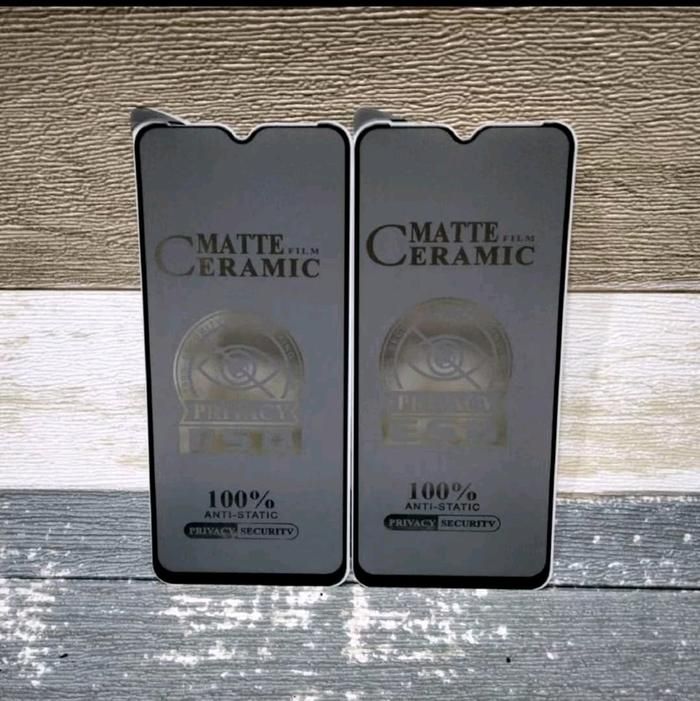 MATTE FILM
CERAMIC
PRIVACY
100%
ANTI-STATIC
PRIVACY SECURITY
MATTE FILM
CERAMIC
PRIVACY
100%
ANTI-STATIC
PRIVACY SECURITY